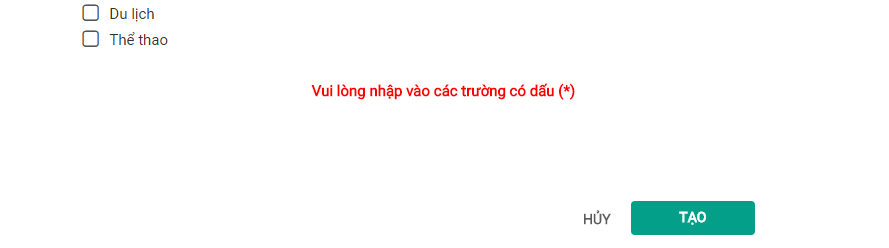 Du lịch
Thể thao
Vui lòng nhập vào các trường có dấu (*)
HỦY
TẠO